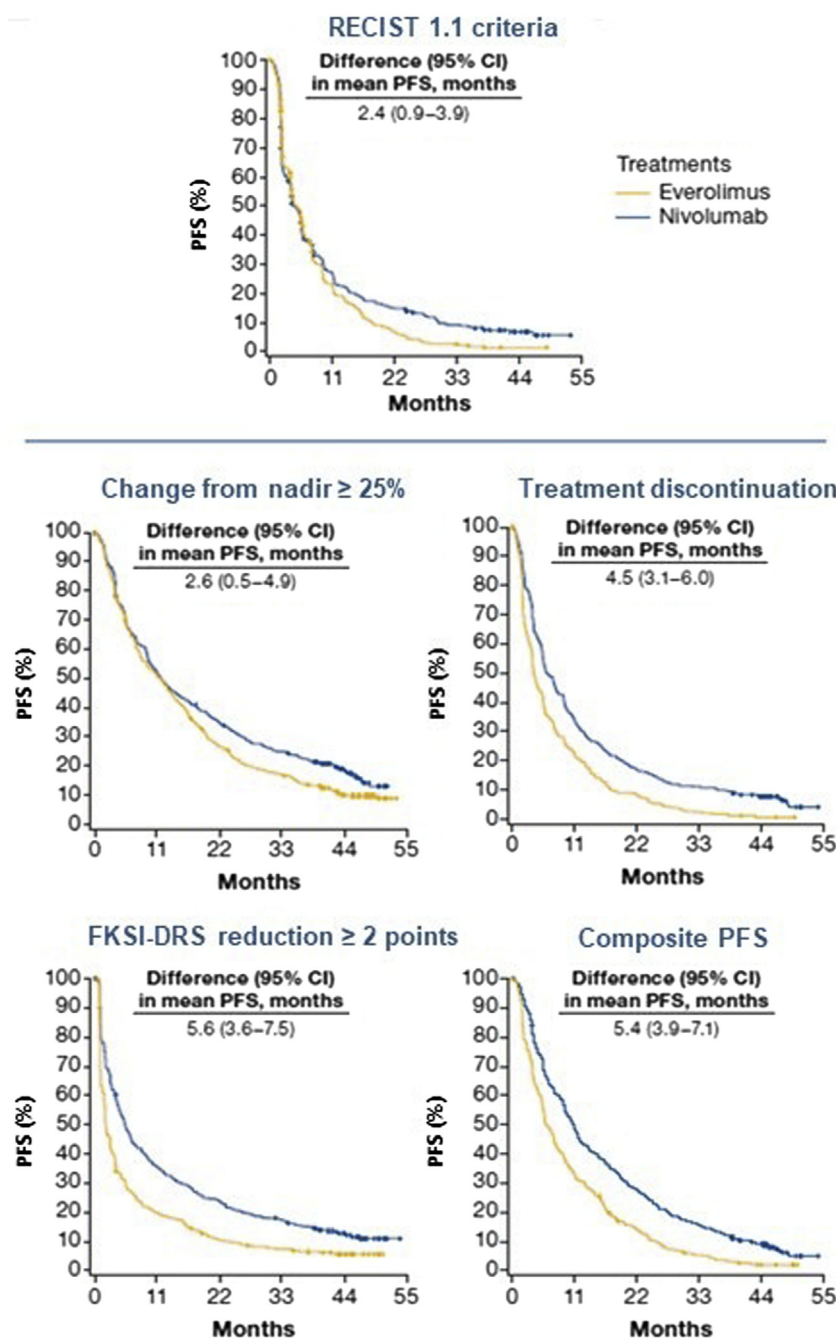 RECIST 1.1 criteria
Difference (95% CI)
in mean PFS, months
2.4 (0.9–3.9)
100
90
80
70
60
50
40
30
20
10
0
PFS (%)
0 11 22 33 44 55
Months
Treatments
Everolimus
Nivolumab
Change from nadir ≥ 25%
Difference (95% CI)
in mean PFS, months
2.6 (0.5–4.9)
100
90
80
70
60
50
40
30
20
10
0
PFS (%)
0 11 22 33 44 55
Months
Treatment discontinuation
Difference (95% CI)
in mean PFS, months
4.5 (3.1–6.0)
100
90
80
70
60
50
40
30
20
10
0
PFS (%)
0 11 22 33 44 55
Months
FKSI-DRS reduction ≥ 2 points
Difference (95% CI)
in mean PFS, months
5.6 (3.6–7.5)
100
90
80
70
60
50
40
30
20
10
0
PFS (%)
0 11 22 33 44 55
Months
Composite PFS
Difference (95% CI)
in mean PFS, months
5.4 (3.9–7.1)
100
90
80
70
60
50
40
30
20
10
0
PFS (%)
0 11 22 33 44 55
Months